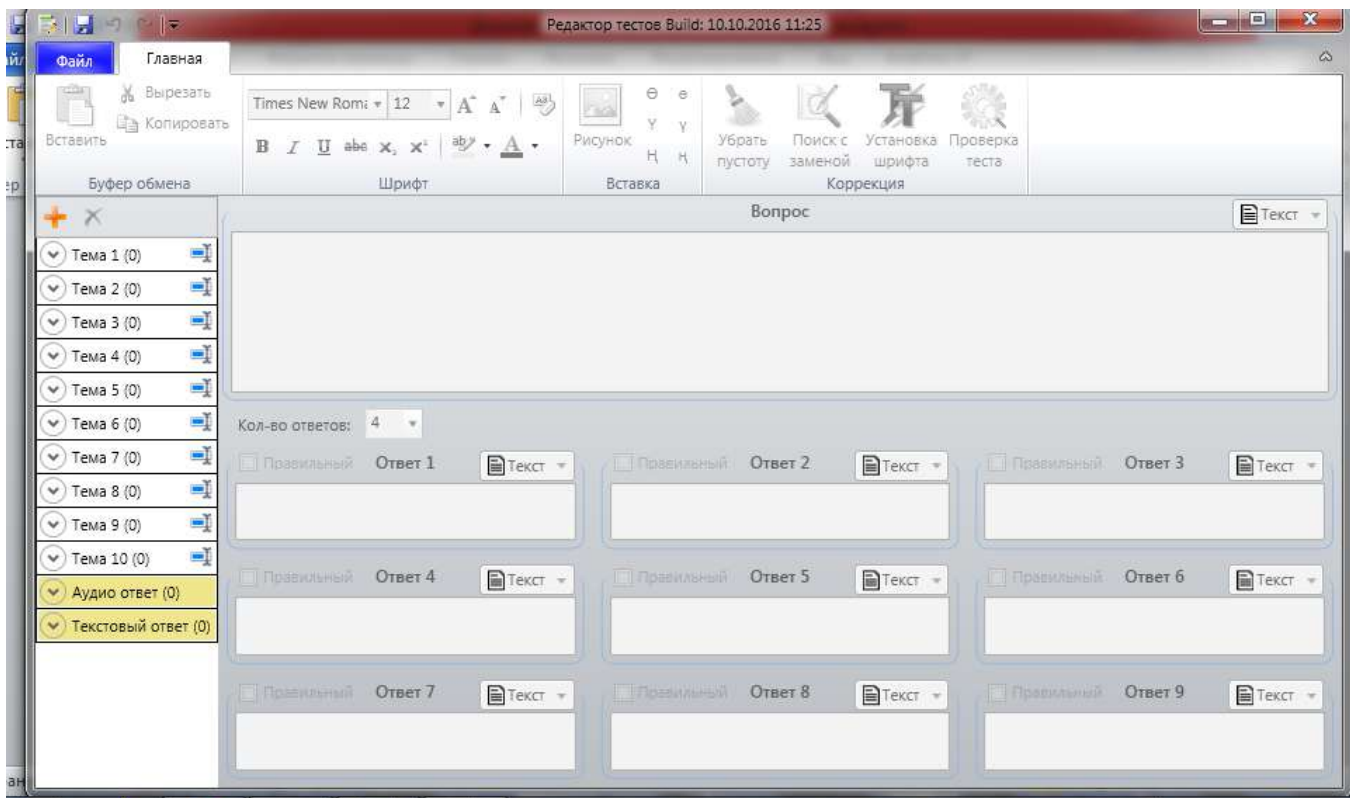 Редактор тестов Build: 10.10.2016 11:25
Файл Главная
Вставить
Вырезать
Копировать
Буфер обмена
Times New Roma 12
Шрифт
Рисунок
Ө ө
Ү ү
Ң ң
Вставка
Убрать пустоту
Поиск с заменой
Установка шрифта
Проверка теста
Коррекция
Тема 1 (0)
Тема 2 (0)
Тема 3 (0)
Тема 4 (0)
Тема 5 (0)
Тема 6 (0)
Тема 7 (0)
Тема 8 (0)
Тема 9 (0)
Тема 10 (0)
Аудио ответ (0)
Текстовый ответ (0)
Вопрос Текст
Кол-во ответов: 4
Правильный Ответ 1 Текст
Правильный Ответ 2 Текст
Правильный Ответ 3 Текст
Правильный Ответ 4 Текст
Правильный Ответ 5 Текст
Правильный Ответ 6 Текст
Правильный Ответ 7 Текст
Правильный Ответ 8 Текст
Правильный Ответ 9 Текст